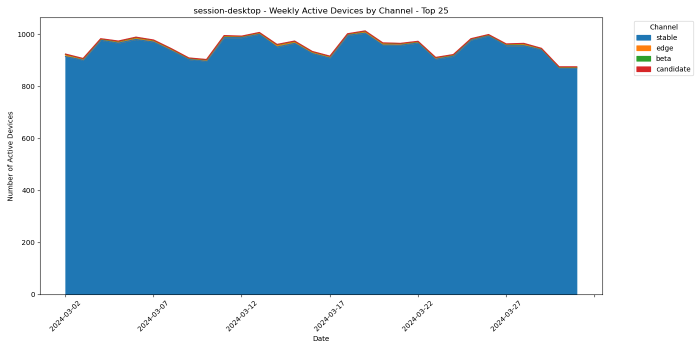 session-desktop - Weekly Active Devices by Channel - Top 25
Number of Active Devices
1000
800
600
400
200
0
2024-03-02
2024-03-07
2024-03-12
2024-03-17
2024-03-22
2024-03-27
Date
Channel
stable
edge
beta
candidate